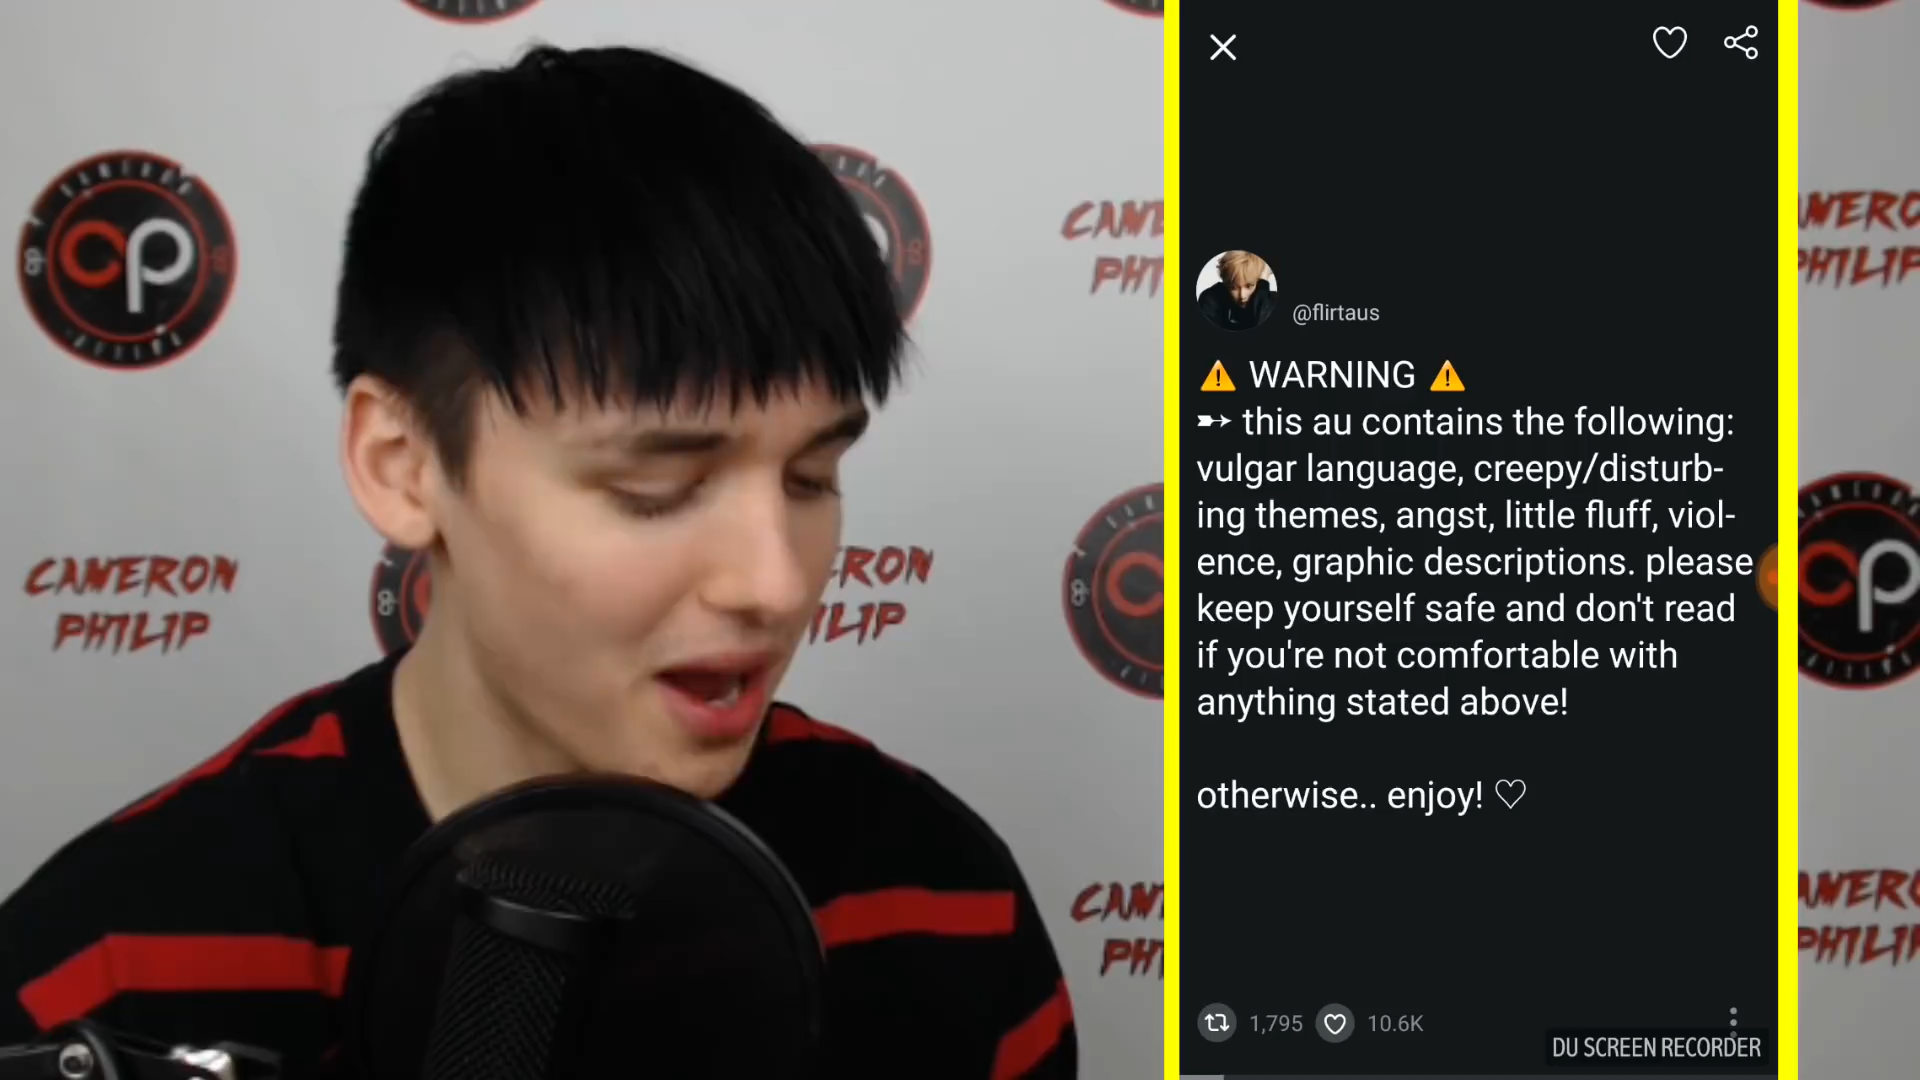 CAMERON
PHILIP
cp
@flirtaus
⚠ WARNING ⚠
➵ this au contains the following:
vulgar language, creepy/disturb-
ing themes, angst, little fluff, viol-
ence, graphic descriptions. please
keep yourself safe and don't read
if you're not comfortable with
anything stated above!
otherwise.. enjoy! ♡
1,795 10.6K
DU SCREEN RECORDER